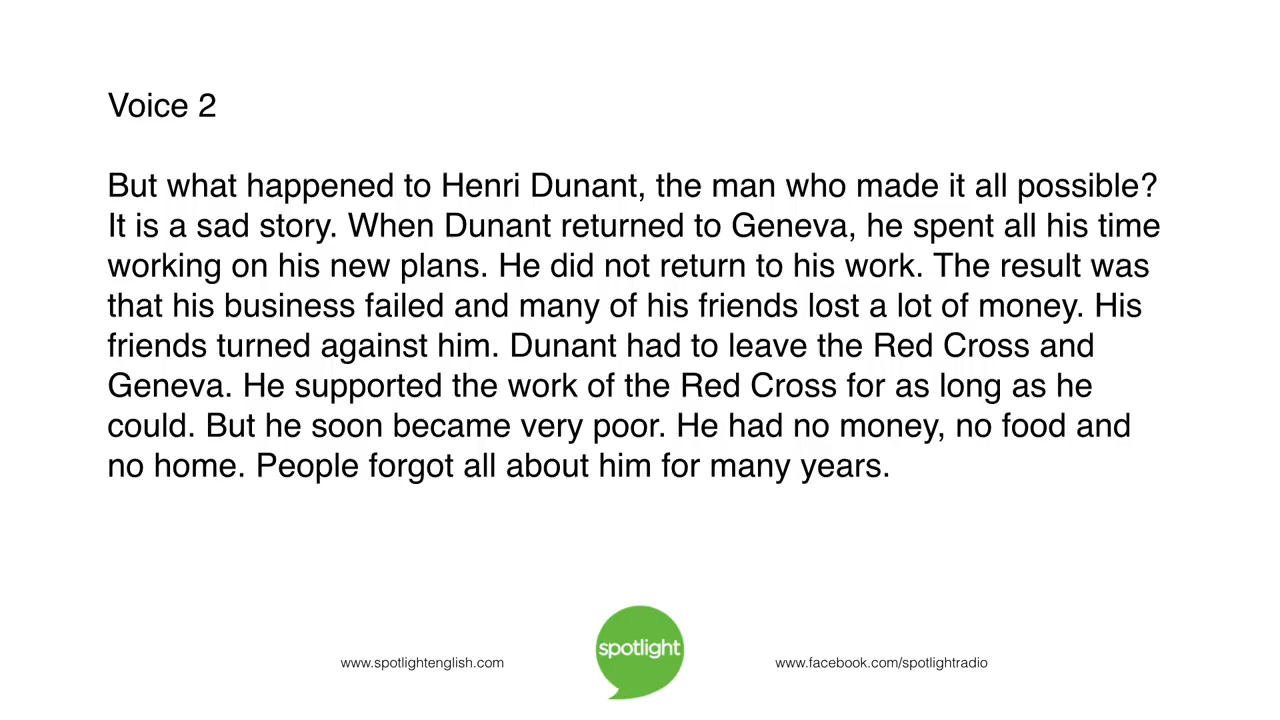 Voice 2
But what happened to Henri Dunant, the man who made it all possible?
It is a sad story. When Dunant returned to Geneva, he spent all his time
working on his new plans. He did not return to his work. The result was
that his business failed and many of his friends lost a lot of money. His
friends turned against him. Dunant had to leave the Red Cross and
Geneva. He supported the work of the Red Cross for as long as he
could. But he soon became very poor. He had no money, no food and
no home. People forgot all about him for many years.
www.spotlightenglish.com
spotlight
www.facebook.com/spotlightradio